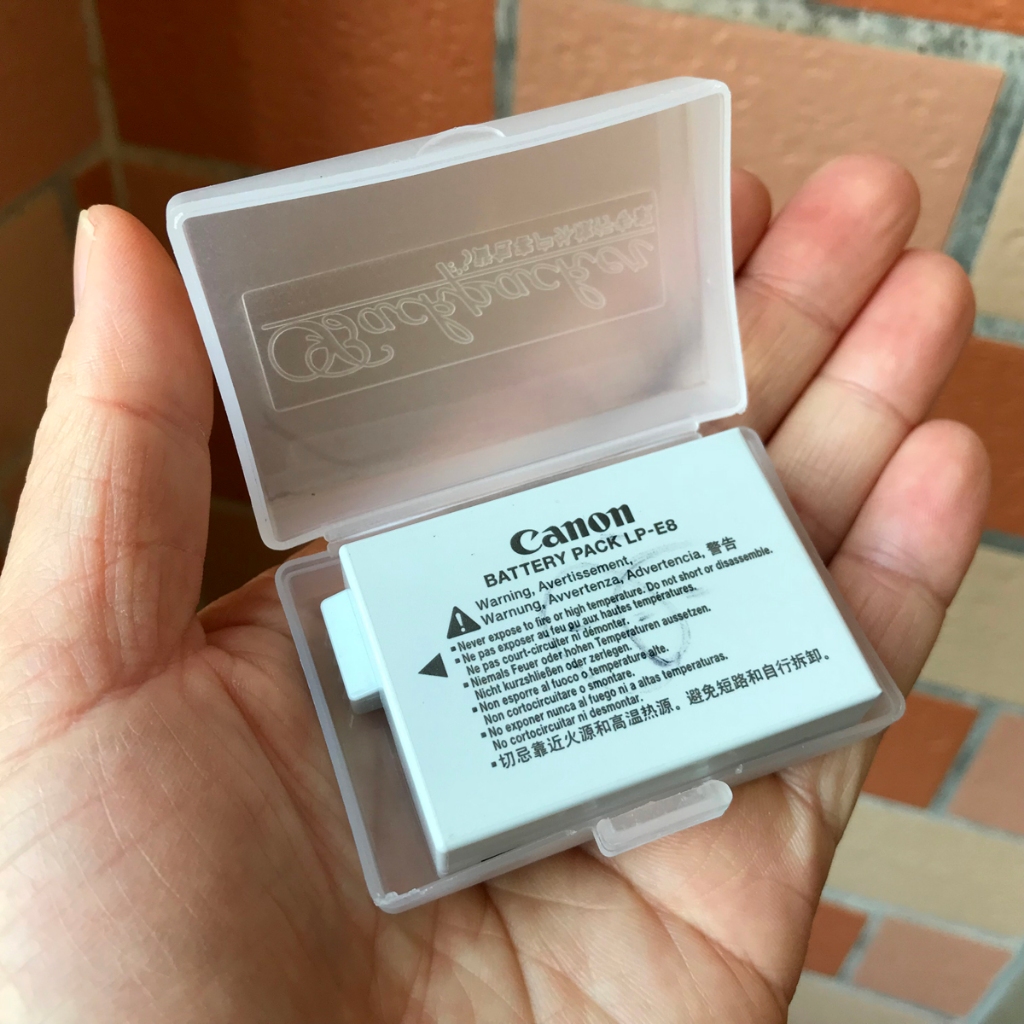 Backpacker
Canon
BATTERY PACK LP-E8
Warning, Avertissement,
Warnung, Avvertenza, Advertencia, 警告
▪Never expose to fire or high temperature. Do not short or disassemble.
▪Ne pas exposer au feu ou aux hautes températures.
Ne pas court-circuiter ni démonter.
▪Niemals Feuer oder hohen Temperaturen aussetzen.
Nicht kurzshließen oder zerlegen.
▪Non esporre al fuoco o temperature alte.
Non cortocircuitare o smontare.
▪No exponer nunca al fuego ni a altas temperaturas.
No cortocircuitar ni desmontar.
▪切忌靠近火源和高温热源。避免短路和自行拆卸。